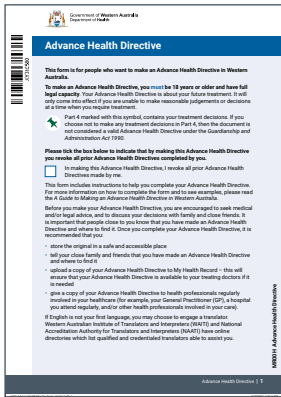 Government of Western Australia
Department of Health
Advance Health Directive
This form is for people who want to make an Advance Health Directive in Western
Australia.
To make an Advance Health Directive, you must be 18 years or older and have full
legal capacity. Your Advance Health Directive is about your future treatment. It will
only come into effect if you are unable to make reasonable judgements or decisions
at a time when you require treatment.
Part 4 marked with this symbol, contains your treatment decisions. If you
choose not to make any treatment decisions in Part 4, then the document is
not considered a valid Advance Health Directive under the Guardianship and
Administration Act 1990.
Please tick the box below to indicate that by making this Advance Health Directive
you revoke all prior Advance Health Directives completed by you.
In making this Advance Health Directive, I revoke all prior Advance Health
Directives made by me.
This form includes instructions to help you complete your Advance Health Directive.
For more information on how to complete the form and to see examples, please read
the A Guide to Making an Advance Health Directive in Western Australia.
Before you make your Advance Health Directive, you are encouraged to seek medical
and/or legal advice, and to discuss your decisions with family and close friends. It
is important that people close to you know that you have made an Advance Health
Directive and where to find it. Once you complete your Advance Health Directive, it is
recommended that you:
• store the original in a safe and accessible place
• tell your close family and friends that you have made an Advance Health Directive
and where to find it
• upload a copy of your Advance Health Directive to My Health Record – this will
ensure that your Advance Health Directive is available to your treating doctors if it
is needed
• give a copy of your Advance Health Directive to health professionals regularly
involved in your healthcare (for example, your General Practitioner (GP), a hospital
you attend regularly, and/or other health professionals involved in your care).
If English is not your first language, you may choose to engage a translator.
Western Australian Institute of Translators and Interpreters (WAITI) and National
Accreditation Authority for Translators and Interpreters (NAATI) have online
directories which list qualified and credentialed translators able to assist you.
MR00H Advance Health Directive
Advance Health Directive | 1